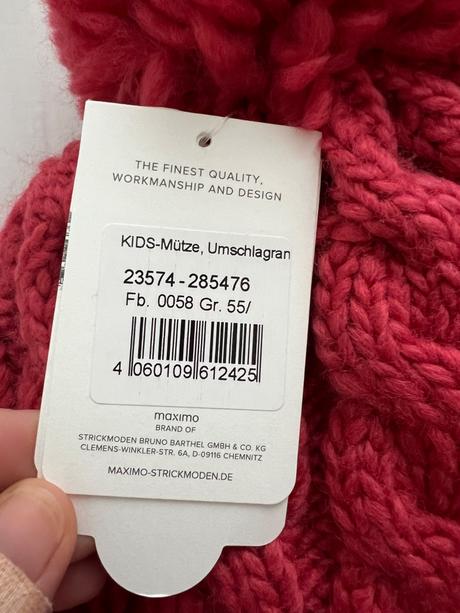 THE FINEST QUALITY,
WORKMANSHIP AND DESIGN
KIDS-Mütze, Umschlagran
23574-285476
Fb. 0058 Gr. 55/
4 060109 612425
maximo
BRAND OF
STRICKMODEN BRUNO BARTHEL GMBH & CO. KG
CLEMENS-WINKLER-STR. 6A, D-09116 CHEMNITZ
MAXIMO-STRICKMODEN.DE